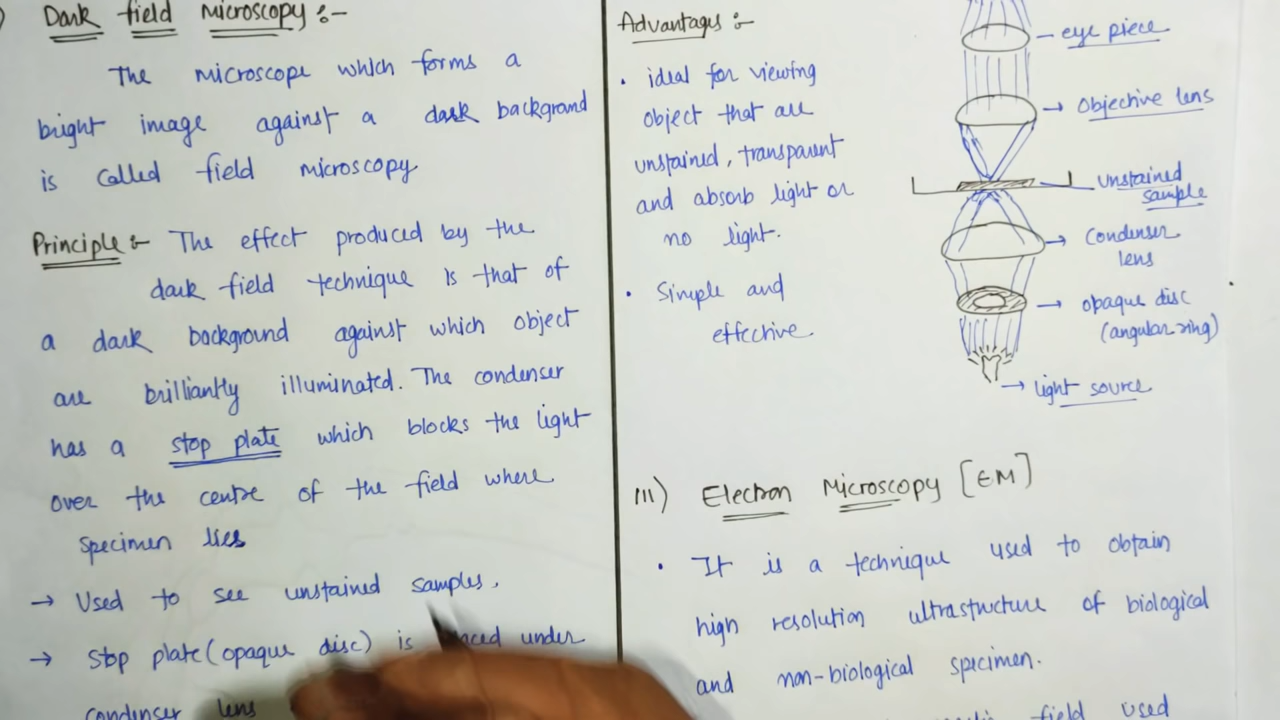 ) Dark field Microscopy :-
The microscope which forms a
bright image against a dark background
is called field microscopy
Principle :- The effect produced by the
dark field technique is that of
a dark background against which object
are brilliantly illuminated. The condenser
has a stop plate which blocks the light
over the centre of the field where
specimen lies
→ Used to see unstained samples.
→ Stop plate (opaque disc) is under
condenser lens
Advantages :-
• ideal for viewing
object that are
unstained, transparent
and absorb light or
no light.
• Simple and
effective.
eye piece
→ Objective lens
unstained
sample
→ Condenser
lens
→ opaque disc
(angular ring)
→ light source
III) Electron Microscopy [EM]
• It is a technique used to obtain
high resolution ultrastucture of biological
and non-biological specimen.
field used